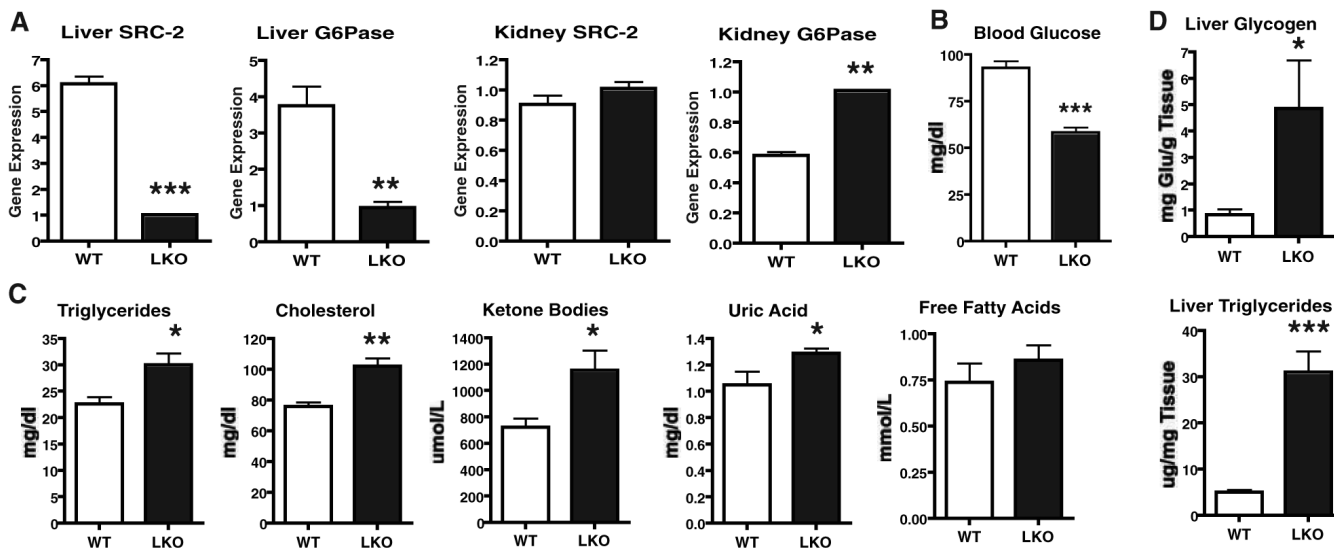 A
Liver SRC-2
Gene Expression
7
6
5
4
3
2
1
0
***
WT LKO
Liver G6Pase
Gene Expression
5
4
3
2
1
0
**
WT LKO
Kidney SRC-2
Gene Expression
1.2
1.0
0.8
0.6
0.4
0.2
0.0
WT LKO
Kidney G6Pase
Gene Expression
1.2
1.0
0.8
0.6
0.4
0.2
0.0
**
WT LKO
B
Blood Glucose
mg/dl
100
75
50
25
0
***
WT LKO
D
Liver Glycogen
mg Glu/g Tissue
7
6
5
4
3
2
1
0
*
WT LKO
C
Triglycerides
mg/dl
35
30
25
20
15
10
5
0
*
WT LKO
Cholesterol
mg/dl
120
100
80
60
40
20
0
**
WT LKO
Ketone Bodies
umol/L
1400
1200
1000
800
600
400
200
0
*
WT LKO
Uric Acid
mg/dl
1.4
1.2
1.0
0.8
0.6
0.4
0.2
0.0
*
WT LKO
Free Fatty Acids
mmol/L
1.00
0.75
0.50
0.25
0.00
WT LKO
Liver Triglycerides
ug/mg Tissue
40
30
20
10
0
***
WT LKO